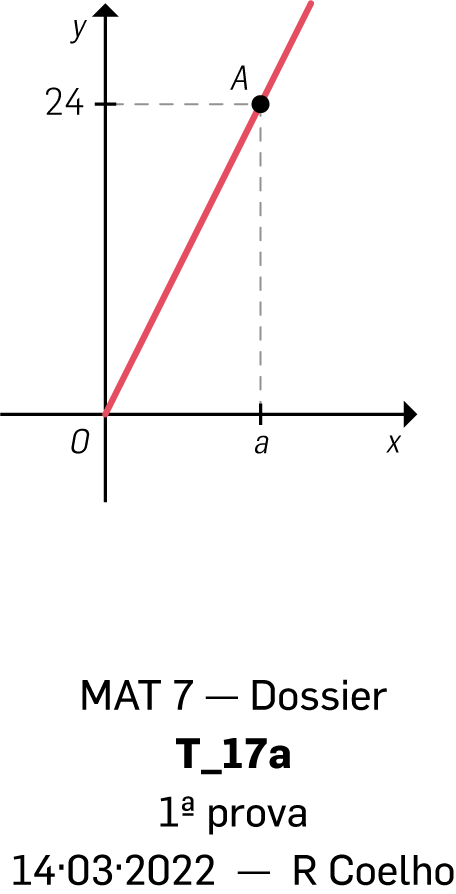 y
A
24
O
a
x
MAT 7 — Dossier
T_17a
1ª prova
14·03·2022 — R Coelho